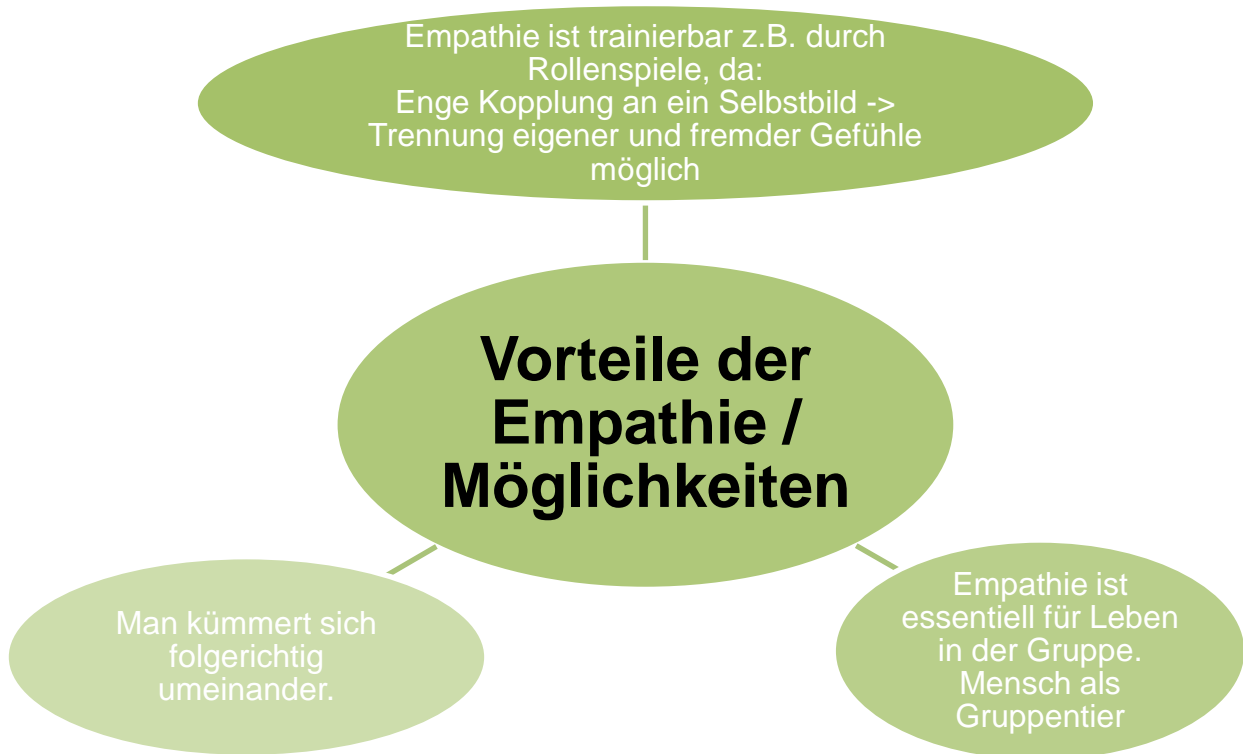 Empathie ist trainierbar z.B. durch
Rollenspiele, da:
Enge Kopplung an ein Selbstbild ->
Trennung eigener und fremder Gefühle
möglich
Vorteile der
Empathie /
Möglichkeiten
Man kümmert sich
folgerichtig
umeinander.
Empathie ist
essentiell für Leben
in der Gruppe.
Mensch als
Gruppentier